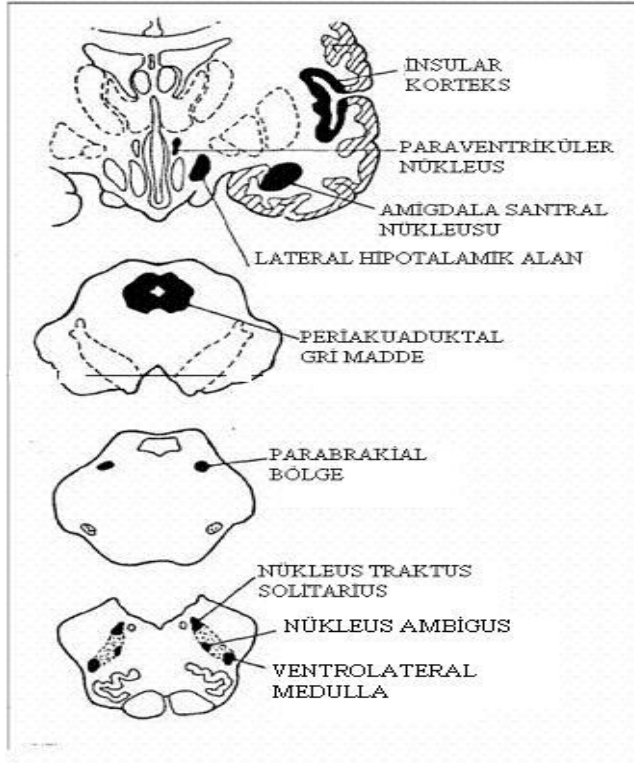 İNSULAR
KORTEKS
PARAVENTRİKÜLER
NÜKLEUS
AMİGDALA SANTRAL
NÜKLEUSU
LATERAL HİPOTALAMİK ALAN
PERİAKUADUKTAL
GRİ MADDE
PARABRAKİAL
BÖLGE
NÜKLEUS TRAKTUS
SOLİTARİUS
NÜKLEUS AMBİGUS
VENTROLATERAL
MEDULLA